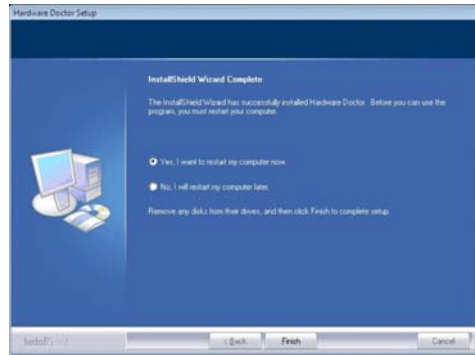 Hardware Doctor Setup
InstallShield Wizard Complete
The InstallShield Wizard has successfully installed Hardware Doctor. Before you can use the
program, you must restart your computer.
Yes, I want to restart my computer now.
No, I will restart my computer later.
Remove any disks from their drives, and then click Finish to complete setup.
InstallShield
< Back
Finish
Cancel